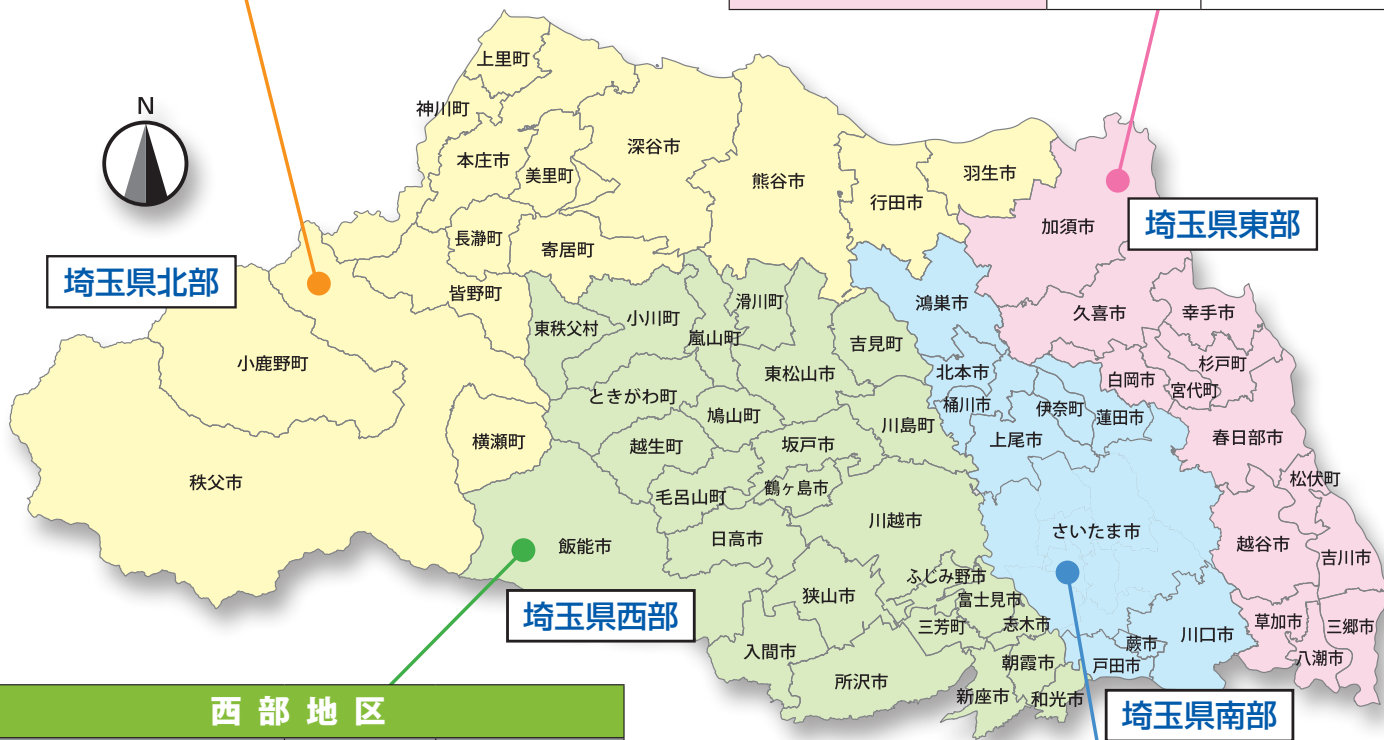 N
上里町
神川町
本庄市
美里町
深谷市
熊谷市
行田市
羽生市
加須市
埼玉県東部
長瀞町
寄居町
皆野町
埼玉県北部
小鹿野町
秩父市
横瀬町
東秩父村
小川町
嵐山町
滑川町
吉見町
東松山市
ときがわ町
鳩山町
川島町
越生町
坂戸市
毛呂山町
鶴ヶ島市
川越市
日高市
飯能市
埼玉県西部
狭山市
入間市
所沢市
ふじみ野市
富士見市
三芳町
志木市
朝霞市
新座市
和光市
鴻巣市
北本市
桶川市
伊奈町
蓮田市
上尾市
さいたま市
川口市
蕨市
戸田市
埼玉県南部
久喜市
幸手市
杉戸町
白岡市
宮代町
春日部市
松伏町
越谷市
吉川市
草加市
三郷市
八潮市
西部地区